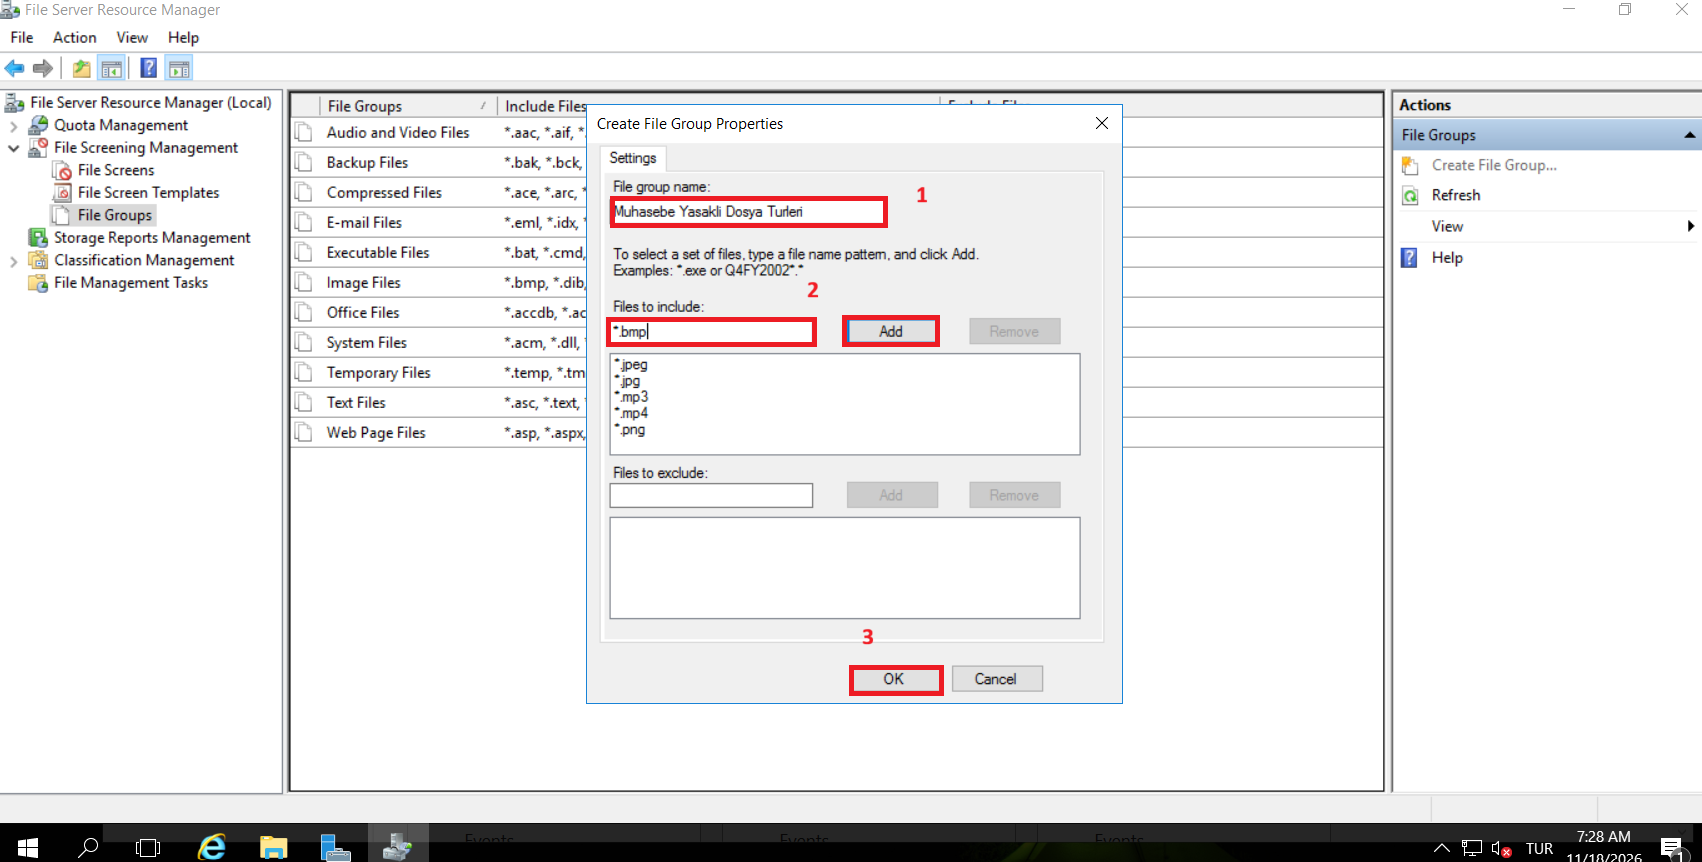 File Server Resource Manager
File Action View Help
File Server Resource Manager (Local)
Quota Management
File Screening Management
File Screens
File Screen Templates
File Groups
Storage Reports Management
Classification Management
File Management Tasks
File Groups Include Files
Audio and Video Files *.aac, *.aif,
Backup Files *.bak, *.bck,
Compressed Files *.ace, *.arc,
E-mail Files *.eml, *.idx,
Executable Files *.bat, *.cmd,
Image Files *.bmp, *.dib,
Office Files *.accdb, *.ac
System Files *.acm, *.dll,
Temporary Files *.temp, *.tm
Text Files *.asc, *.text,
Web Page Files *.asp, *.aspx,
Create File Group Properties
Settings
File group name:
1
Muhasebe Yasakli Dosya Turleri
To select a set of files, type a file name pattern, and click Add.
Examples: *.exe or Q4FY2002*.*
2
Files to include:
*.bmp Add Remove
*.jpeg
*.jpg
*.mp3
*.mp4
*.png
Files to exclude:
Add Remove
3
OK Cancel
Actions
File Groups
Create File Group...
Refresh
View
Help
Events Events Events
TUR
7:28 AM
11/18/2026
1